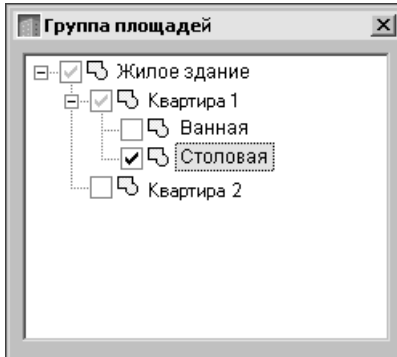 Группа площадей
Жилое здание
Квартира 1
Ванная
Столовая
Квартира 2